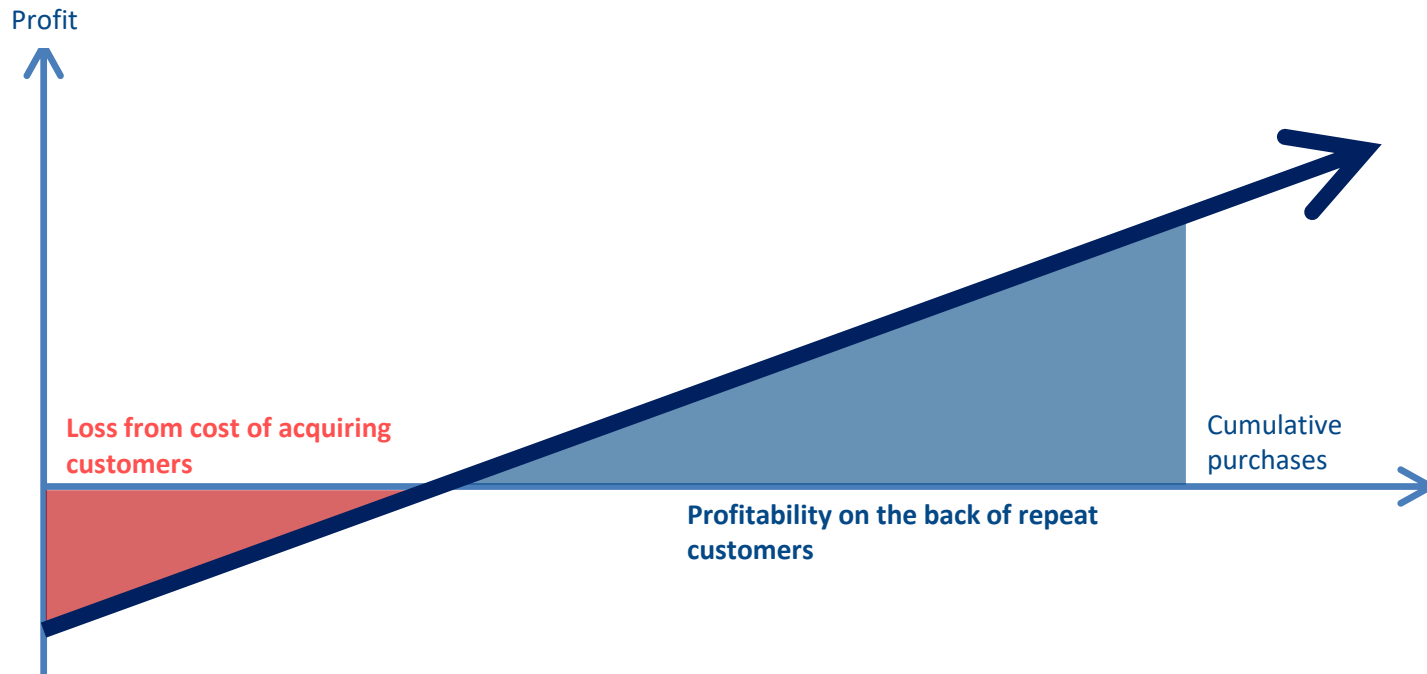 Profit
Loss from cost of acquiring
customers
Cumulative
purchases
Profitability on the back of repeat
customers